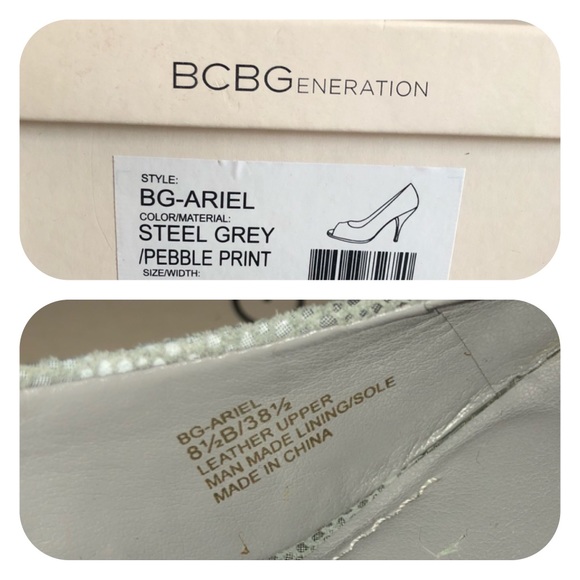 BCBGENERATION
STYLE:
BG-ARIEL
COLOR/MATERIAL:
STEEL GREY
/PEBBLE PRINT
SIZE/WIDTH:
BG-ARIEL
8½B/38½
LEATHER UPPER
MAN MADE LINING/SOLE
MADE IN CHINA